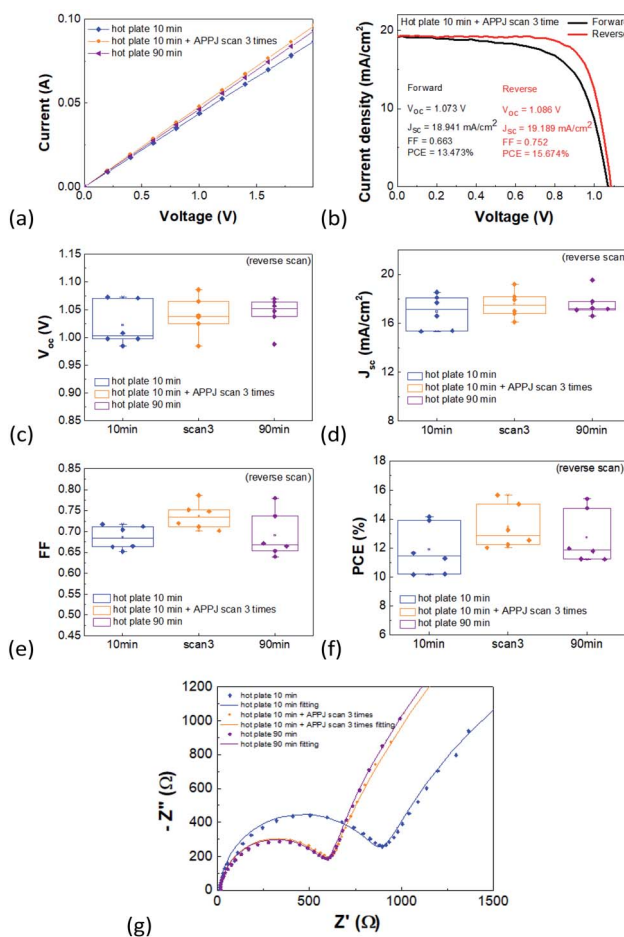 hot plate 10 min
hot plate 10 min + APPJ scan 3 times
hot plate 90 min
0.10
0.05
0.00
Current (A)
0.0 0.4 0.8 1.2 1.6
Voltage (V)
(a)
Hot plate 10 min + APPJ scan 3 time
Forward
Reverse
20
10
0
Current density (mA/cm²)
Forward
Reverse
V_OC = 1.073 V
V_OC = 1.086 V
J_SC = 18.941 mA/cm²
J_SC = 19.189 mA/cm²
FF = 0.663
FF = 0.752
PCE = 13.473%
PCE = 15.674%
0.0 0.2 0.4 0.6 0.8 1.0
Voltage (V)
(b)
(reverse scan)
1.15
1.10
1.05
1.00
0.95
0.90
0.85
V_oc (V)
hot plate 10 min
hot plate 10 min + APPJ scan 3 times
hot plate 90 min
10min scan3 90min
(c)
(reverse scan)
22
20
18
16
14
12
10
J_sc (mA/cm²)
hot plate 10 min
hot plate 10 min + APPJ scan 3 times
hot plate 90 min
10min scan3 90min
(d)
(reverse scan)
0.85
0.80
0.75
0.70
0.65
0.60
0.55
0.50
0.45
FF
hot plate 10 min
hot plate 10 min + APPJ scan 3 times
hot plate 90 min
10min scan3 90min
(e)
(reverse scan)
18
16
14
12
10
8
6
PCE (%)
hot plate 10 min
hot plate 10 min + APPJ scan 3 times
hot plate 90 min
10min scan3 90min
(f)
hot plate 10 min
hot plate 10 min fitting
hot plate 10 min + APPJ scan 3 times
hot plate 10 min + APPJ scan 3 times fitting
hot plate 90 min
hot plate 90 min fitting
1200
1000
800
600
400
200
0
- Z" (Ω)
0 500 1000 1500
Z' (Ω)
(g)